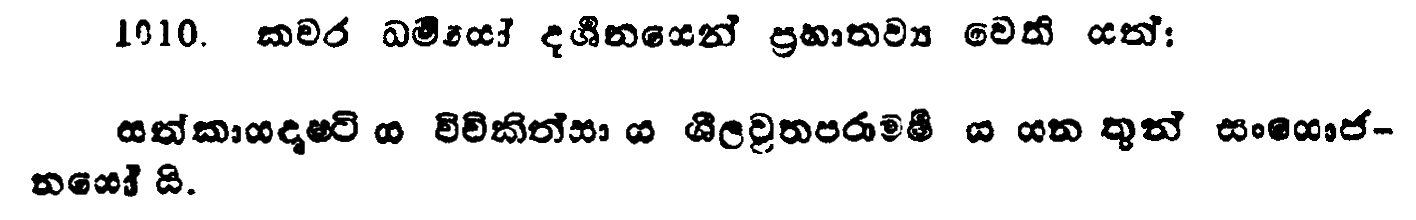 1010. කවර ධර්මයෝ දර්ශනයෙන් ප්‍රහාතව්‍ය වෙති යත්:
සත්කායදෘෂ්ටි ය විචිකිත්සා ය ශීලව්‍රතපරාමර්ෂ ය යන තුන් සංයොජ-
නයෝ යි.